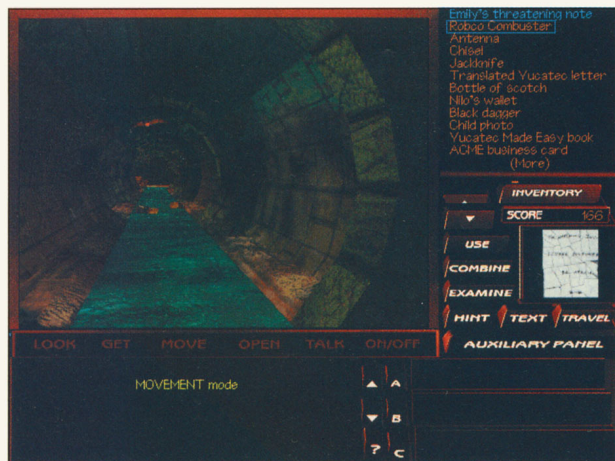 Emily's threatening note
Robco Combuster
Antenna
Chisel
Jackknife
Translated Yucatec letter
Bottle of scotch
Nilo's wallet
Black dagger
Child photo
Yucatec Made Easy book
ACME business card
(More)
INVENTORY
SCORE 166
USE
COMBINE
EXAMINE
HINT TEXT TRAVEL
LOOK GET MOVE OPEN TALK ON/OFF
AUXILIARY PANEL
MOVEMENT mode
A
B
? C